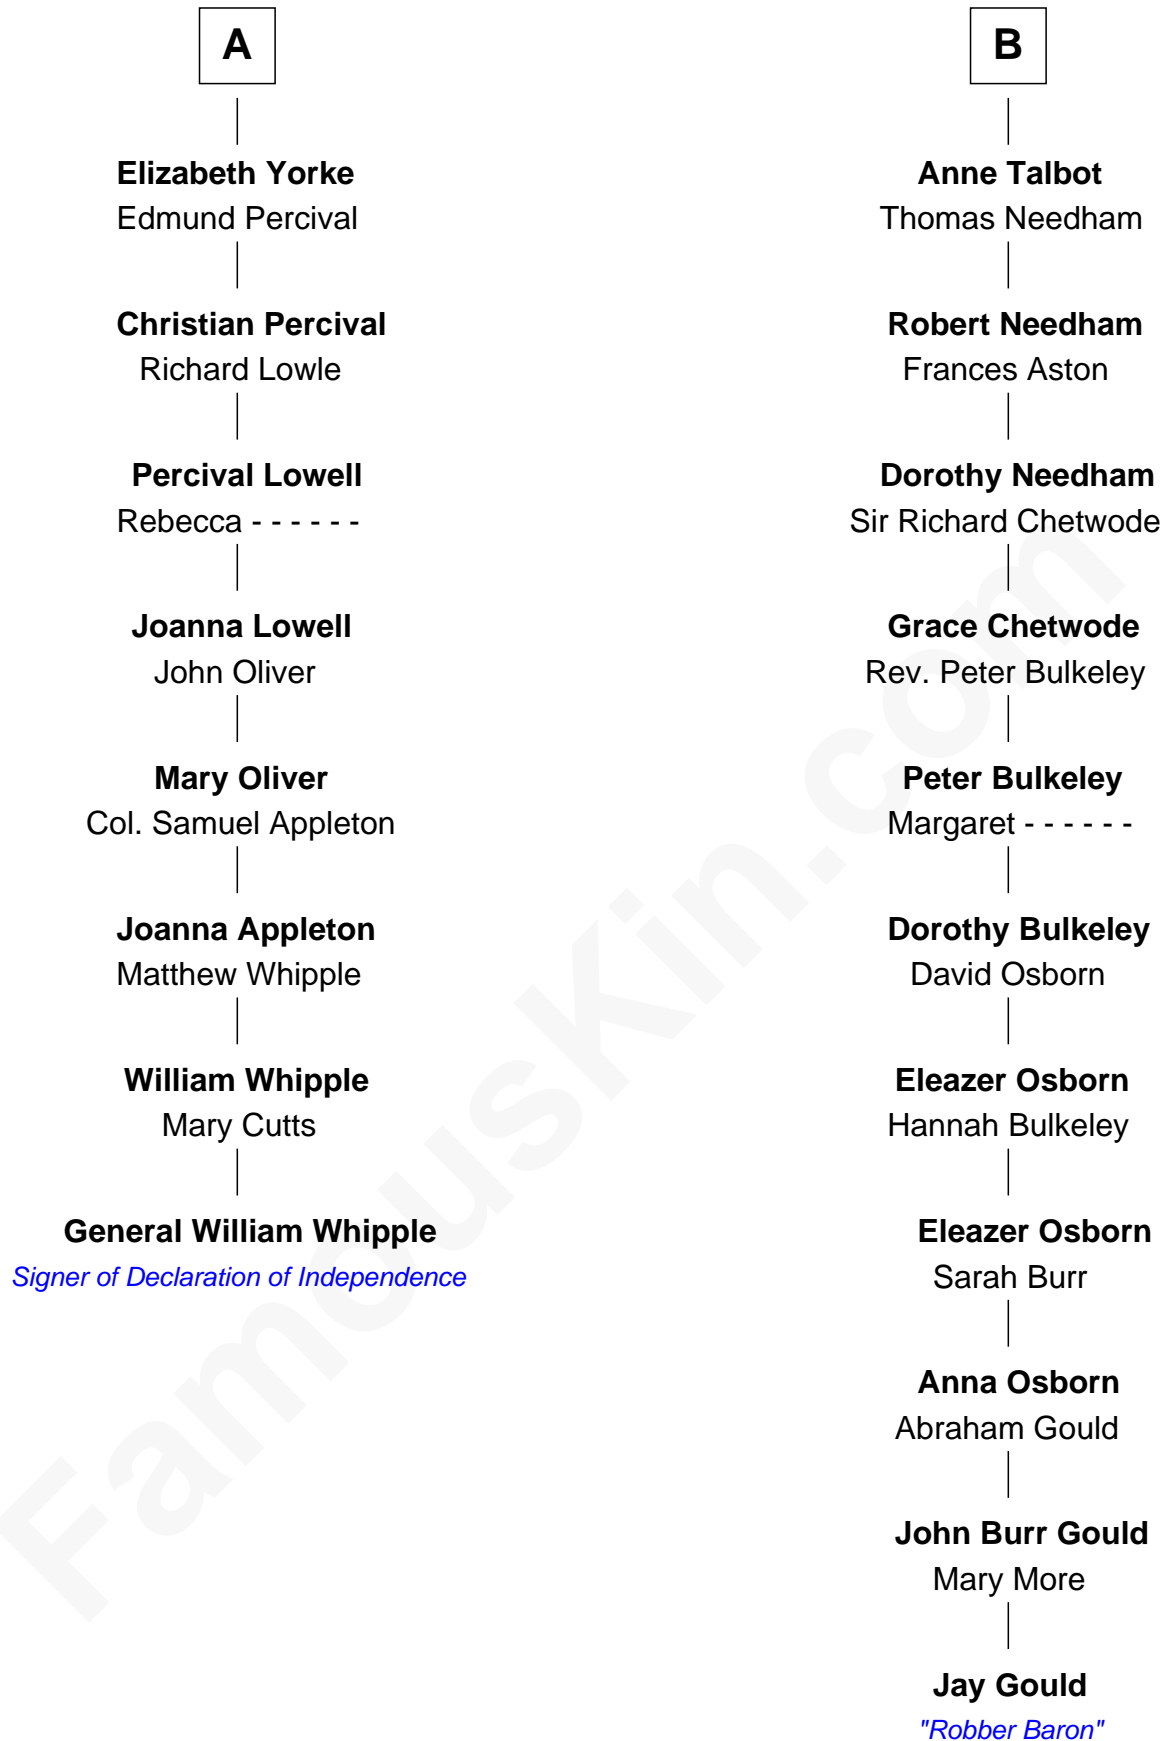 A
Elizabeth Yorke
Edmund Percival
Christian Percival
Richard Lowle
Percival Lowell
Rebecca - - - - - -
Joanna Lowell
John Oliver
Mary Oliver
Col. Samuel Appleton
Joanna Appleton
Matthew Whipple
William Whipple
Mary Cutts
General William Whipple
Signer of Declaration of Independence
B
Anne Talbot
Thomas Needham
Robert Needham
Frances Aston
Dorothy Needham
Sir Richard Chetwode
Grace Chetwode
Rev. Peter Bulkeley
Peter Bulkeley
Margaret - - - - - -
Dorothy Bulkeley
David Osborn
Eleazer Osborn
Hannah Bulkeley
Eleazer Osborn
Sarah Burr
Anna Osborn
Abraham Gould
John Burr Gould
Mary More
Jay Gould
"Robber Baron"
FamousKin.com